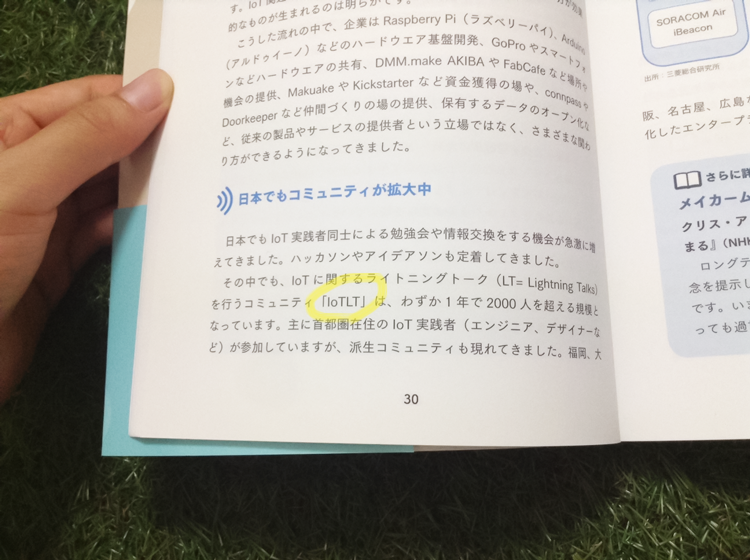 的なものが生まれるのは明らかです。
こうした流れの中で、企業は Raspberry Pi（ラズベリーパイ）、Arduino
（アルドゥイーノ）などのハードウエア基盤開発、GoPro やスマートフォ
ンなどハードウエアの共有、DMM.make AKIBA や FabCafe など場所や
機会の提供、Makuake や Kickstarter など資金獲得の場や、connpass や
Doorkeeper など仲間づくりの場の提供、保有するデータのオープン化な
ど、従来の製品やサービスの提供者という立場ではなく、さまざまな関わ
り方ができるようになってきました。
日本でもコミュニティが拡大中
日本でも IoT 実践者同士による勉強会や情報交換をする機会が急激に増
えてきました。ハッカソンやアイデアソンも定着してきました。
その中でも、IoT に関するライトニングトーク（LT= Lightning Talks）
を行うコミュニティ「IoTLT」は、わずか 1 年で 2000 人を超える規模と
なっています。主に首都圏在住の IoT 実践者（エンジニア、デザイナーな
ど）が参加していますが、派生コミュニティも現れてきました。福岡、大
30
SORACOM Air
iBeacon
出所：三菱総合研究所
阪、名古屋、広島
化したエンタープ
さらに詳
メイカーム
クリス・ア
まる』（NH
ロングテ
念を提示し
です。い
っても過